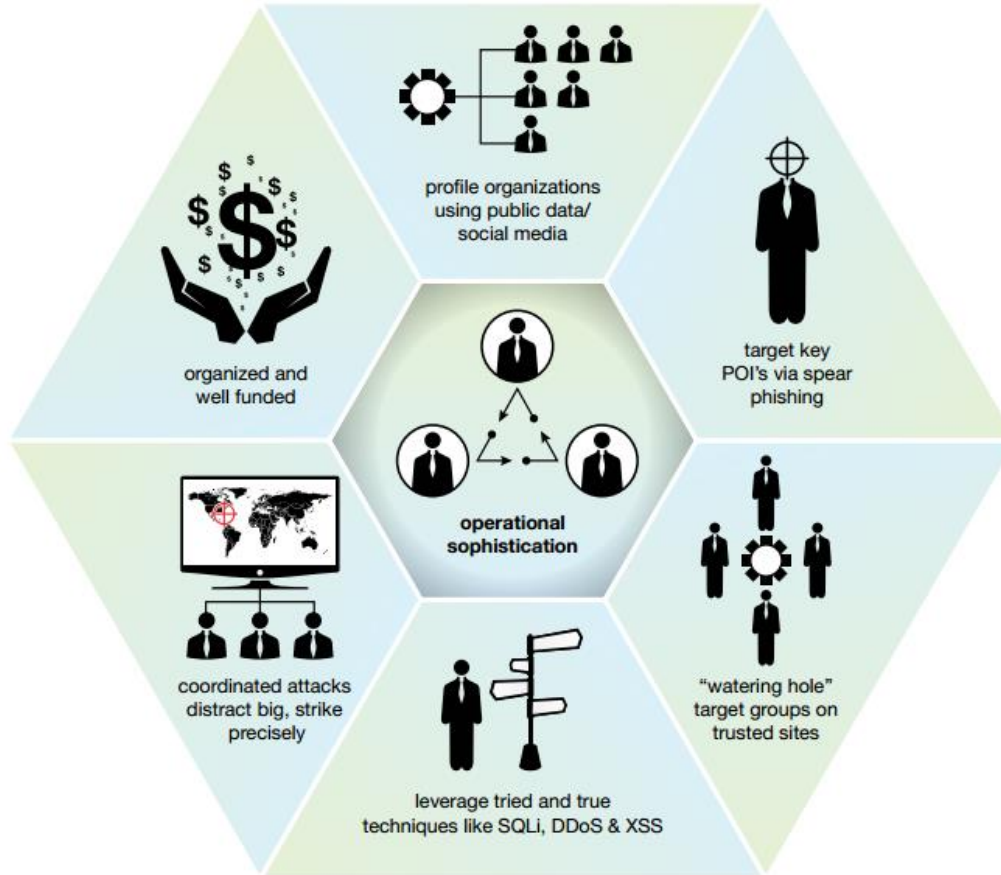 profile organizations
using public data/
social media
target key
POI's via spear
phishing
"watering hole"
target groups on
trusted sites
leverage tried and true
techniques like SQLi, DDoS & XSS
coordinated attacks
distract big, strike
precisely
organized and
well funded
operational
sophistication